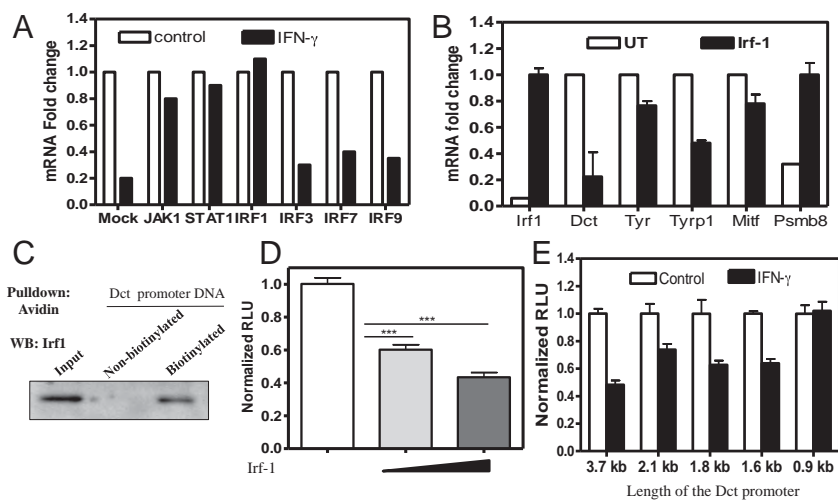 A
control
IFN-γ
mRNA Fold change
1.4
1.2
1.0
0.8
0.6
0.4
0.2
0.0
Mock JAK1 STAT1 IRF1 IRF3 IRF7 IRF9
B
UT
Irf-1
mRNA fold change
1.4
1.2
1.0
0.8
0.6
0.4
0.2
0.0
Irf1 Dct Tyr Tyrp1 Mitf Psmb8
C
Pulldown:
Avidin
Dct promoter DNA
WB: Irf1
Input
Non-biotinylated
Biotinylated
D
Normalized RLU
1.0
0.8
0.6
0.4
0.2
0.0
***
***
Irf-1
E
Control
IFN-γ
Normalized RLU
1.4
1.2
1.0
0.8
0.6
0.4
0.2
0.0
3.7 kb 2.1 kb 1.8 kb 1.6 kb 0.9 kb
Length of the Dct promoter